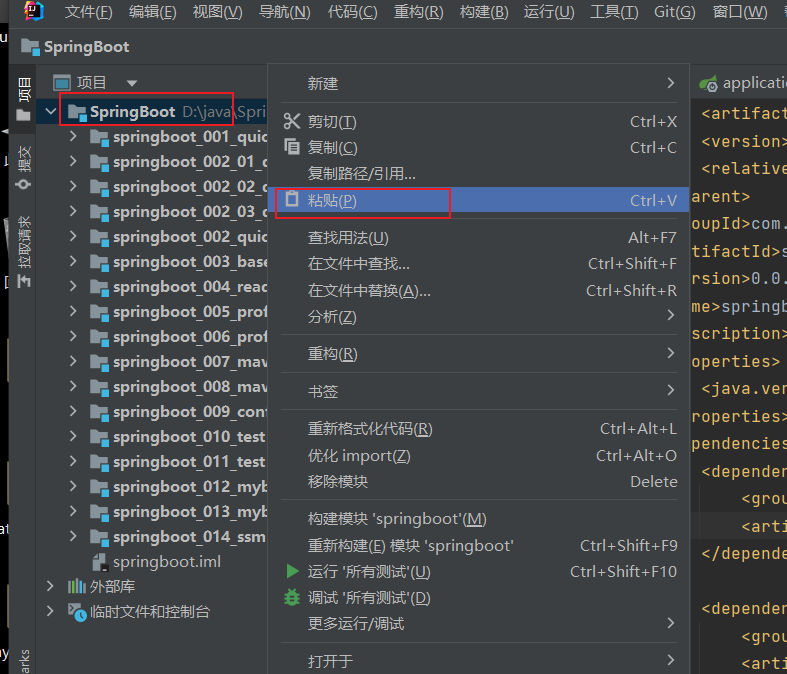 文件(F) 编辑(E) 视图(V) 导航(N) 代码(C) 重构(R) 构建(B) 运行(U) 工具(T) Git(G) 窗口(W)
SpringBoot
项目
提交
拉取请求
arks
项目
SpringBoot D:\java\Spri
springboot_001_quic
springboot_002_01_c
springboot_002_02_c
springboot_002_03_c
springboot_002_quic
springboot_003_base
springboot_004_read
springboot_005_prof
springboot_006_prof
springboot_007_mav
springboot_008_mav
springboot_009_conf
springboot_010_test
springboot_011_test
springboot_012_myb
springboot_013_myb
springboot_014_ssm
springboot.iml
外部库
临时文件和控制台
新建
剪切(T) Ctrl+X
复制(C) Ctrl+C
复制路径/引用...
粘贴(P) Ctrl+V
查找用法(U) Alt+F7
在文件中查找... Ctrl+Shift+F
在文件中替换(A)... Ctrl+Shift+R
分析(Z)
重构(R)
书签
重新格式化代码(R) Ctrl+Alt+L
优化 import(Z) Ctrl+Alt+O
移除模块 Delete
构建模块 'springboot'(M)
重新构建(E) 模块 'springboot' Ctrl+Shift+F9
运行 '所有测试'(U) Ctrl+Shift+F10
调试 '所有测试'(D)
更多运行/调试
打开于
applicati
<artifact
<version>
<relative
arent>
oupId>com.
tifactId>s
rsion>0.0.
me>springb
scription>
operties>
<java.ver
roperties>
pendencies
<depender
<grou
<arti
</depende
<depender
<grou
<arti